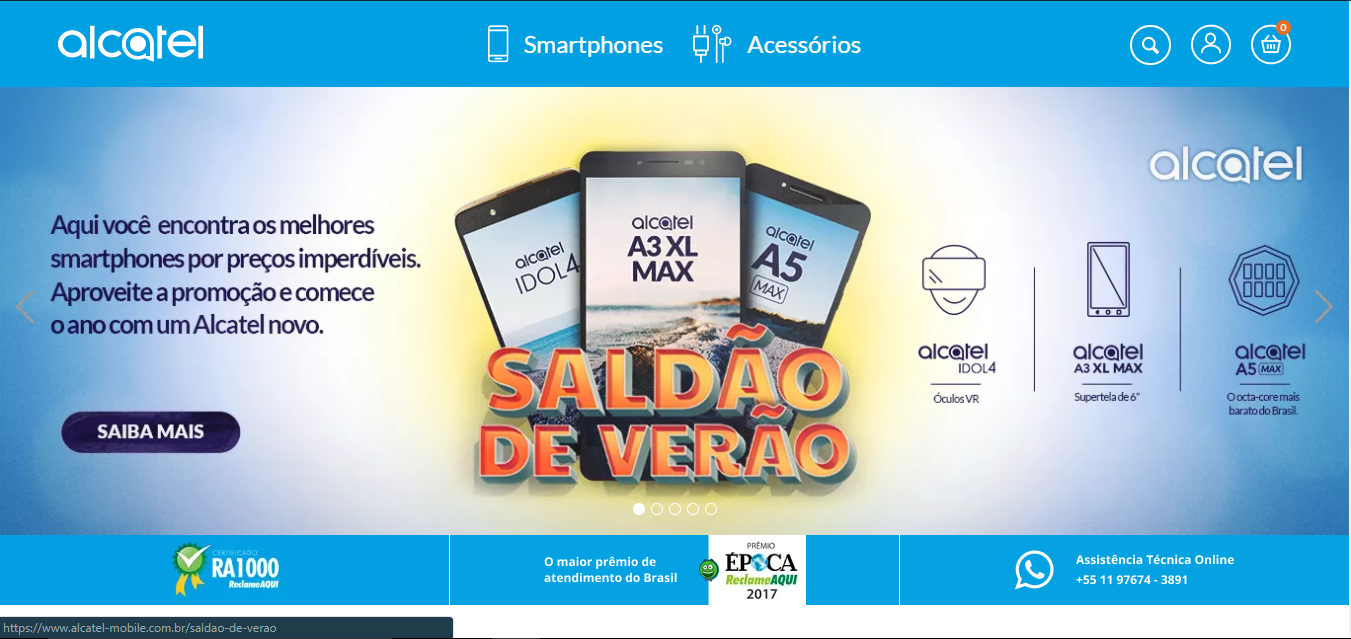 alcatel
Smartphones
Acessórios
0
alcatel
Aqui você encontra os melhores
smartphones por preços imperdíveis.
Aproveite a promoção e comece
o ano com um Alcatel novo.
SAIBA MAIS
alcatel
IDOL 4
alcatel
A3 XL
MAX
alcatel
A5
MAX
SALDÃO
DE VERÃO
alcatel
IDOL4
Óculos VR
alcatel
A3 XL MAX
Supertela de 6"
alcatel
A5 MAX
O octa-core mais
barato do Brasil.
CERTIFICADO
RA1000
ReclameAQUI
O maior prêmio de
atendimento do Brasil
PRÊMIO
ÉPOCA
ReclameAQUI
2017
Assistência Técnica Online
+55 11 97674 - 3891
https://www.alcatel-mobile.com.br/saldao-de-verao